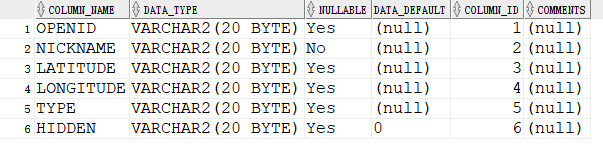 COLUMN_NAME DATA_TYPE NULLABLE DATA_DEFAULT COLUMN_ID COMMENTS
1 OPENID VARCHAR2(20 BYTE) Yes (null) 1 (null)
2 NICKNAME VARCHAR2(20 BYTE) No (null) 2 (null)
3 LATITUDE VARCHAR2(20 BYTE) Yes (null) 3 (null)
4 LONGITUDE VARCHAR2(20 BYTE) Yes (null) 4 (null)
5 TYPE VARCHAR2(20 BYTE) Yes (null) 5 (null)
6 HIDDEN VARCHAR2(20 BYTE) Yes 0 6 (null)